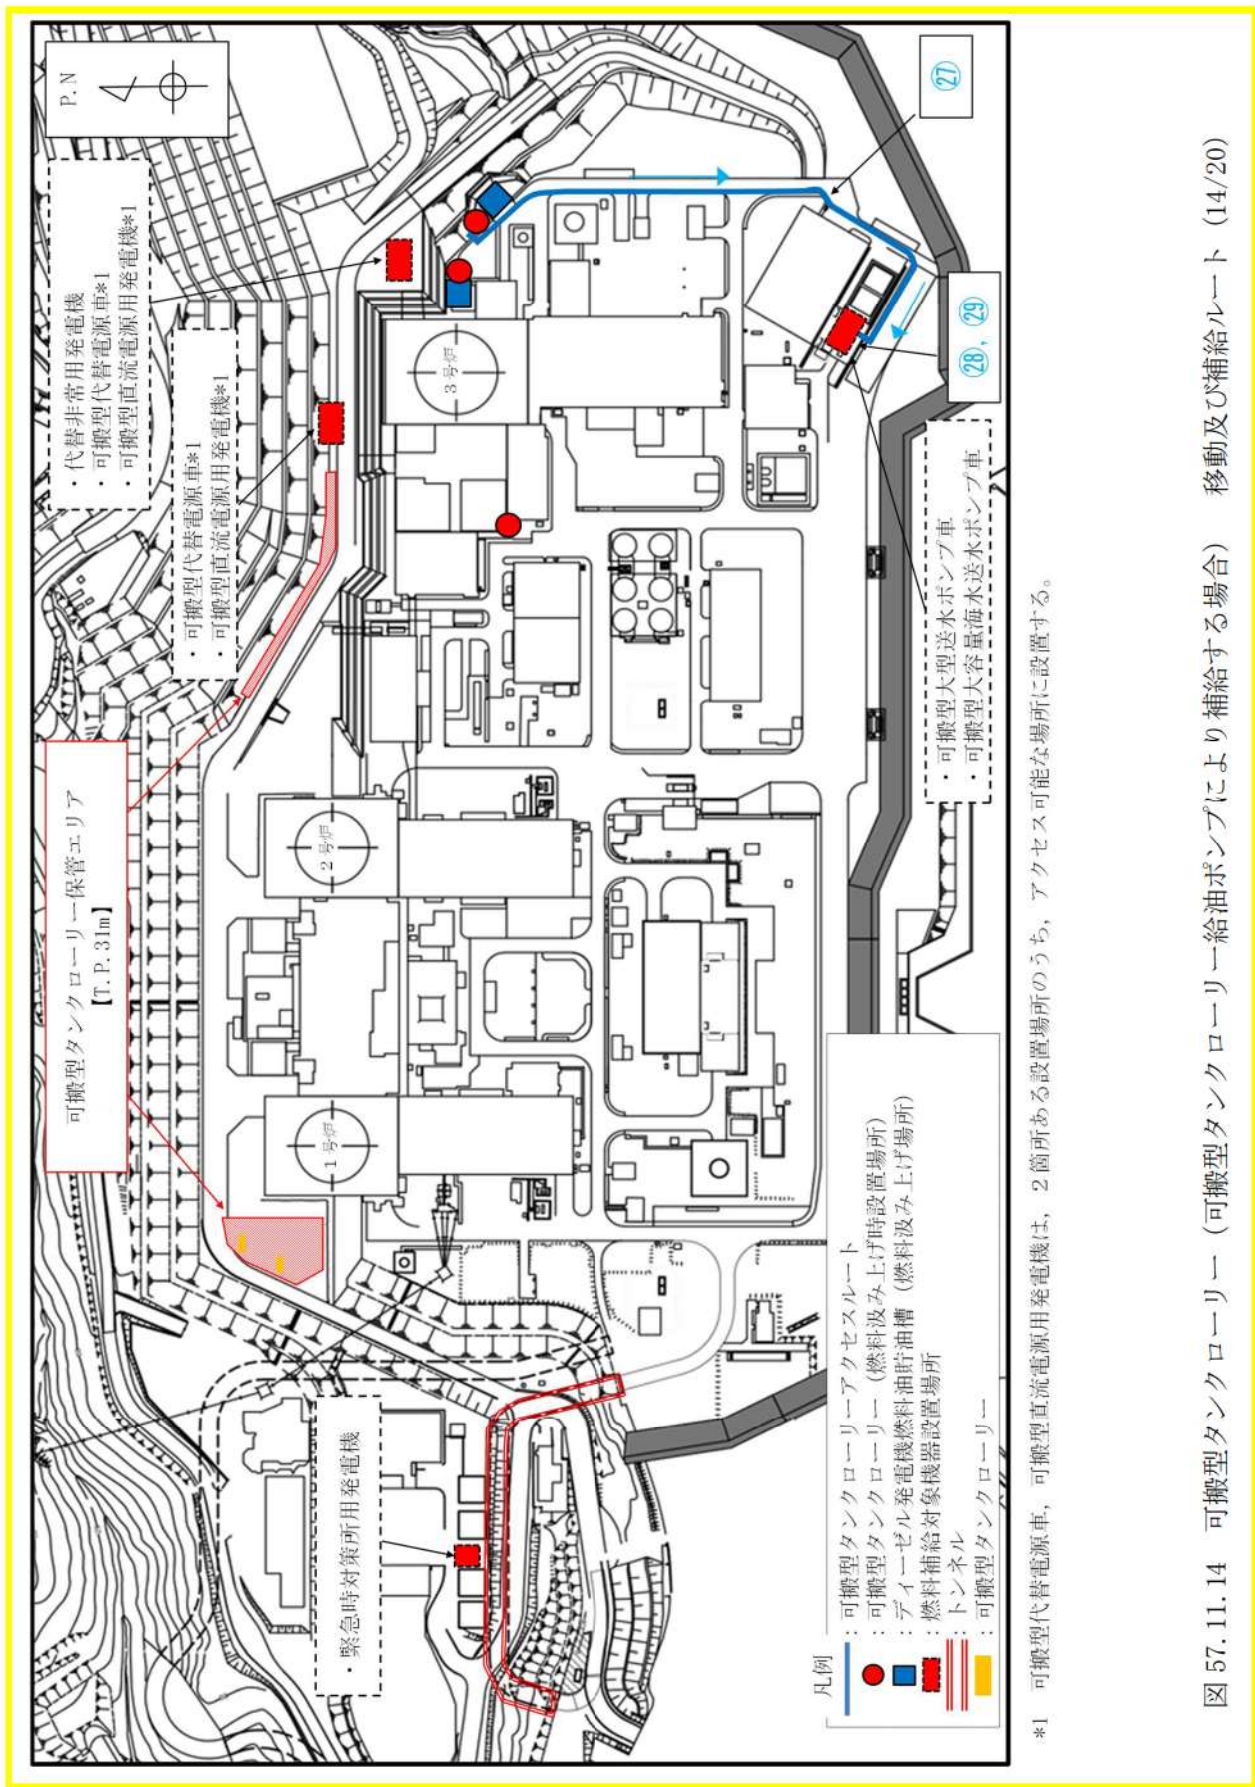 P.N
・代替非常用発電機
・可搬型代替電源車*1
・可搬型直流電源用発電機*1
・可搬型代替電源車*1
・可搬型直流電源用発電機*1
可搬型タンクローリー保管エリア
【T.P.31m】
・緊急時対策所用発電機
1号炉
2号炉
3号炉
㉗
㉘, ㉙
・可搬型大型送水ポンプ車
・可搬型大容量海水送水ポンプ車
凡例
：可搬型タンクローリーアクセスルート
：可搬型タンクローリー（燃料汲み上げ時設置場所）
：ディーゼル発電機燃料油貯油槽（燃料汲み上げ場所）
：燃料補給対象機器設置場所
：トンネル
：可搬型タンクローリー
*1 可搬型代替電源車，可搬型直流電源用発電機は，2箇所ある設置場所のうち，アクセス可能な場所に設置する。
図57.11.14 可搬型タンクローリー（可搬型タンクローリー給油ポンプにより補給する場合） 移動及び補給ルート（14/20）